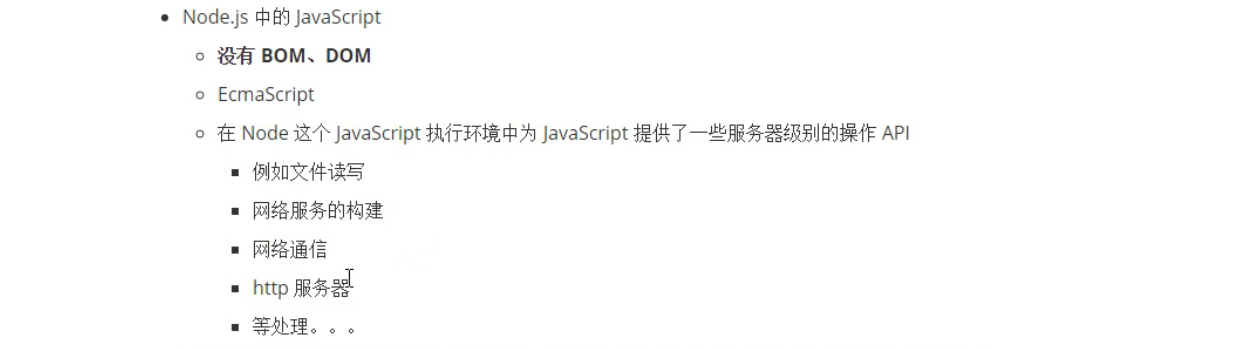 Node.js 中的 JavaScript
没有 BOM、DOM
EcmaScript
在 Node 这个 JavaScript 执行环境中为 JavaScript 提供了一些服务器级别的操作 API
例如文件读写
网络服务的构建
网络通信
http 服务器
等处理。。。